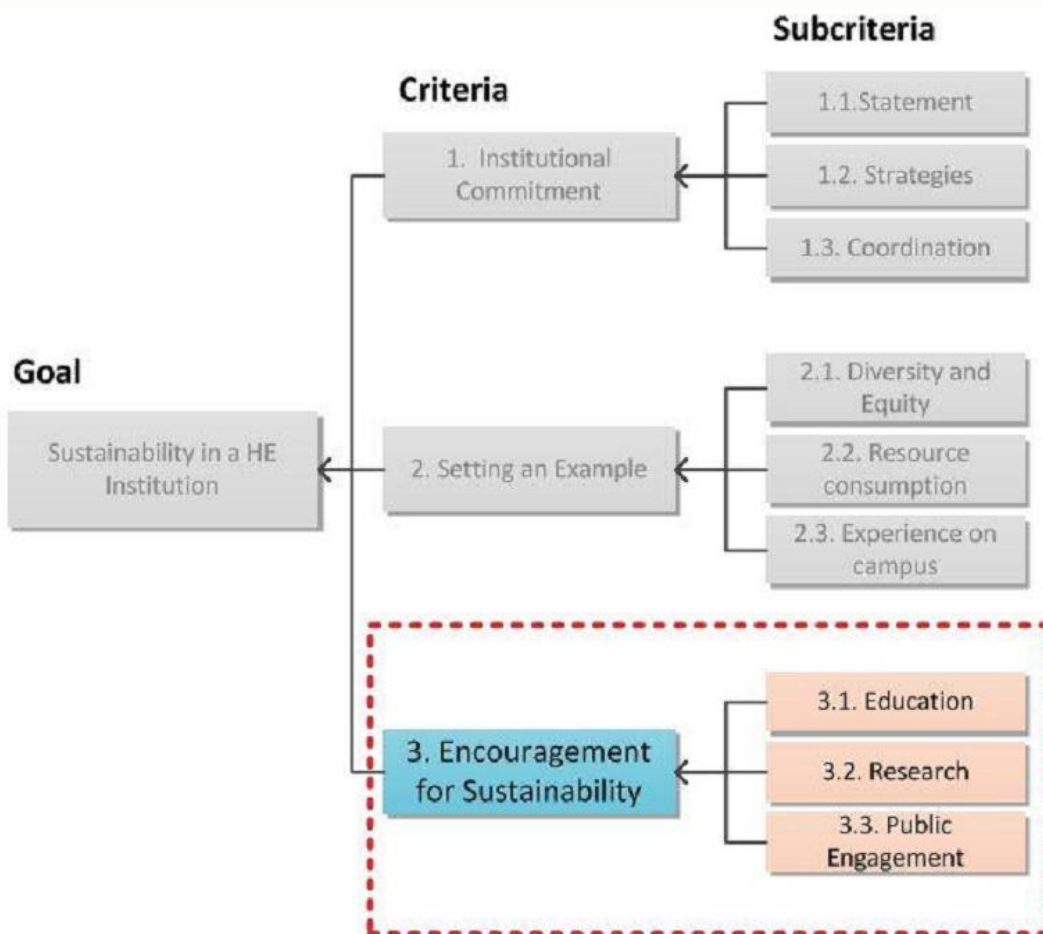 Subcriteria
Criteria
1.1.Statement
1. Institutional
Commitment
1.2. Strategies
1.3. Coordination
Goal
Sustainability in a HE
Institution
2. Setting an Example
2.1. Diversity and
Equity
2.2. Resource
consumption
2.3. Experience on
campus
3. Encouragement
for Sustainability
3.1. Education
3.2. Research
3.3. Public
Engagement